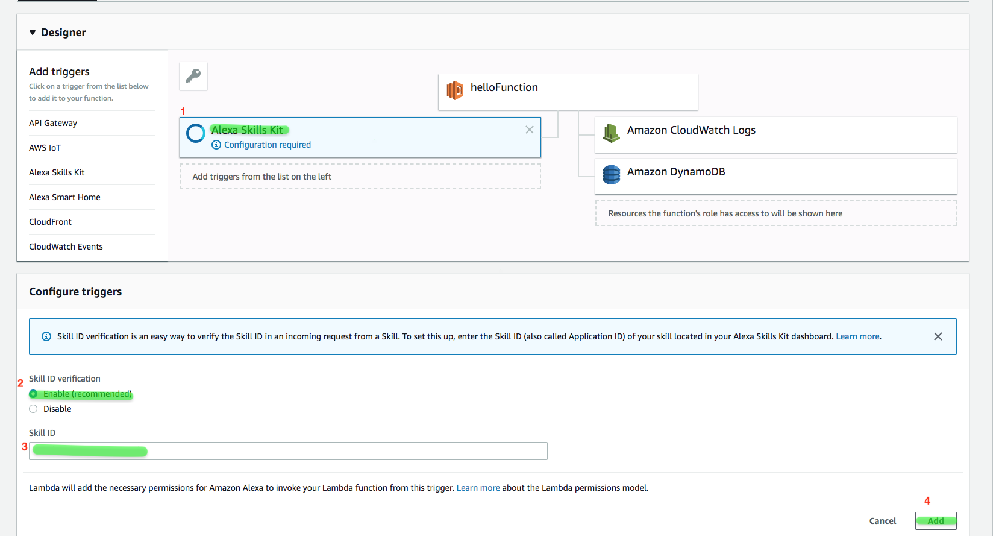 Designer
Add triggers
Click on a trigger from the list below
to add it to your function.
API Gateway
AWS IoT
Alexa Skills Kit
Alexa Smart Home
CloudFront
CloudWatch Events
helloFunction
1
Alexa Skills Kit
Configuration required
Add triggers from the list on the left
Amazon CloudWatch Logs
Amazon DynamoDB
Resources the function's role has access to will be shown here
Configure triggers
Skill ID verification is an easy way to verify the Skill ID in an incoming request from a Skill. To set this up, enter the Skill ID (also called Application ID) of your skill located in your Alexa Skills Kit dashboard. Learn more.
Skill ID verification
2
Enable (recommended)
Disable
Skill ID
3
Lambda will add the necessary permissions for Amazon Alexa to invoke your Lambda function from this trigger. Learn more about the Lambda permissions model.
4
Cancel
Add